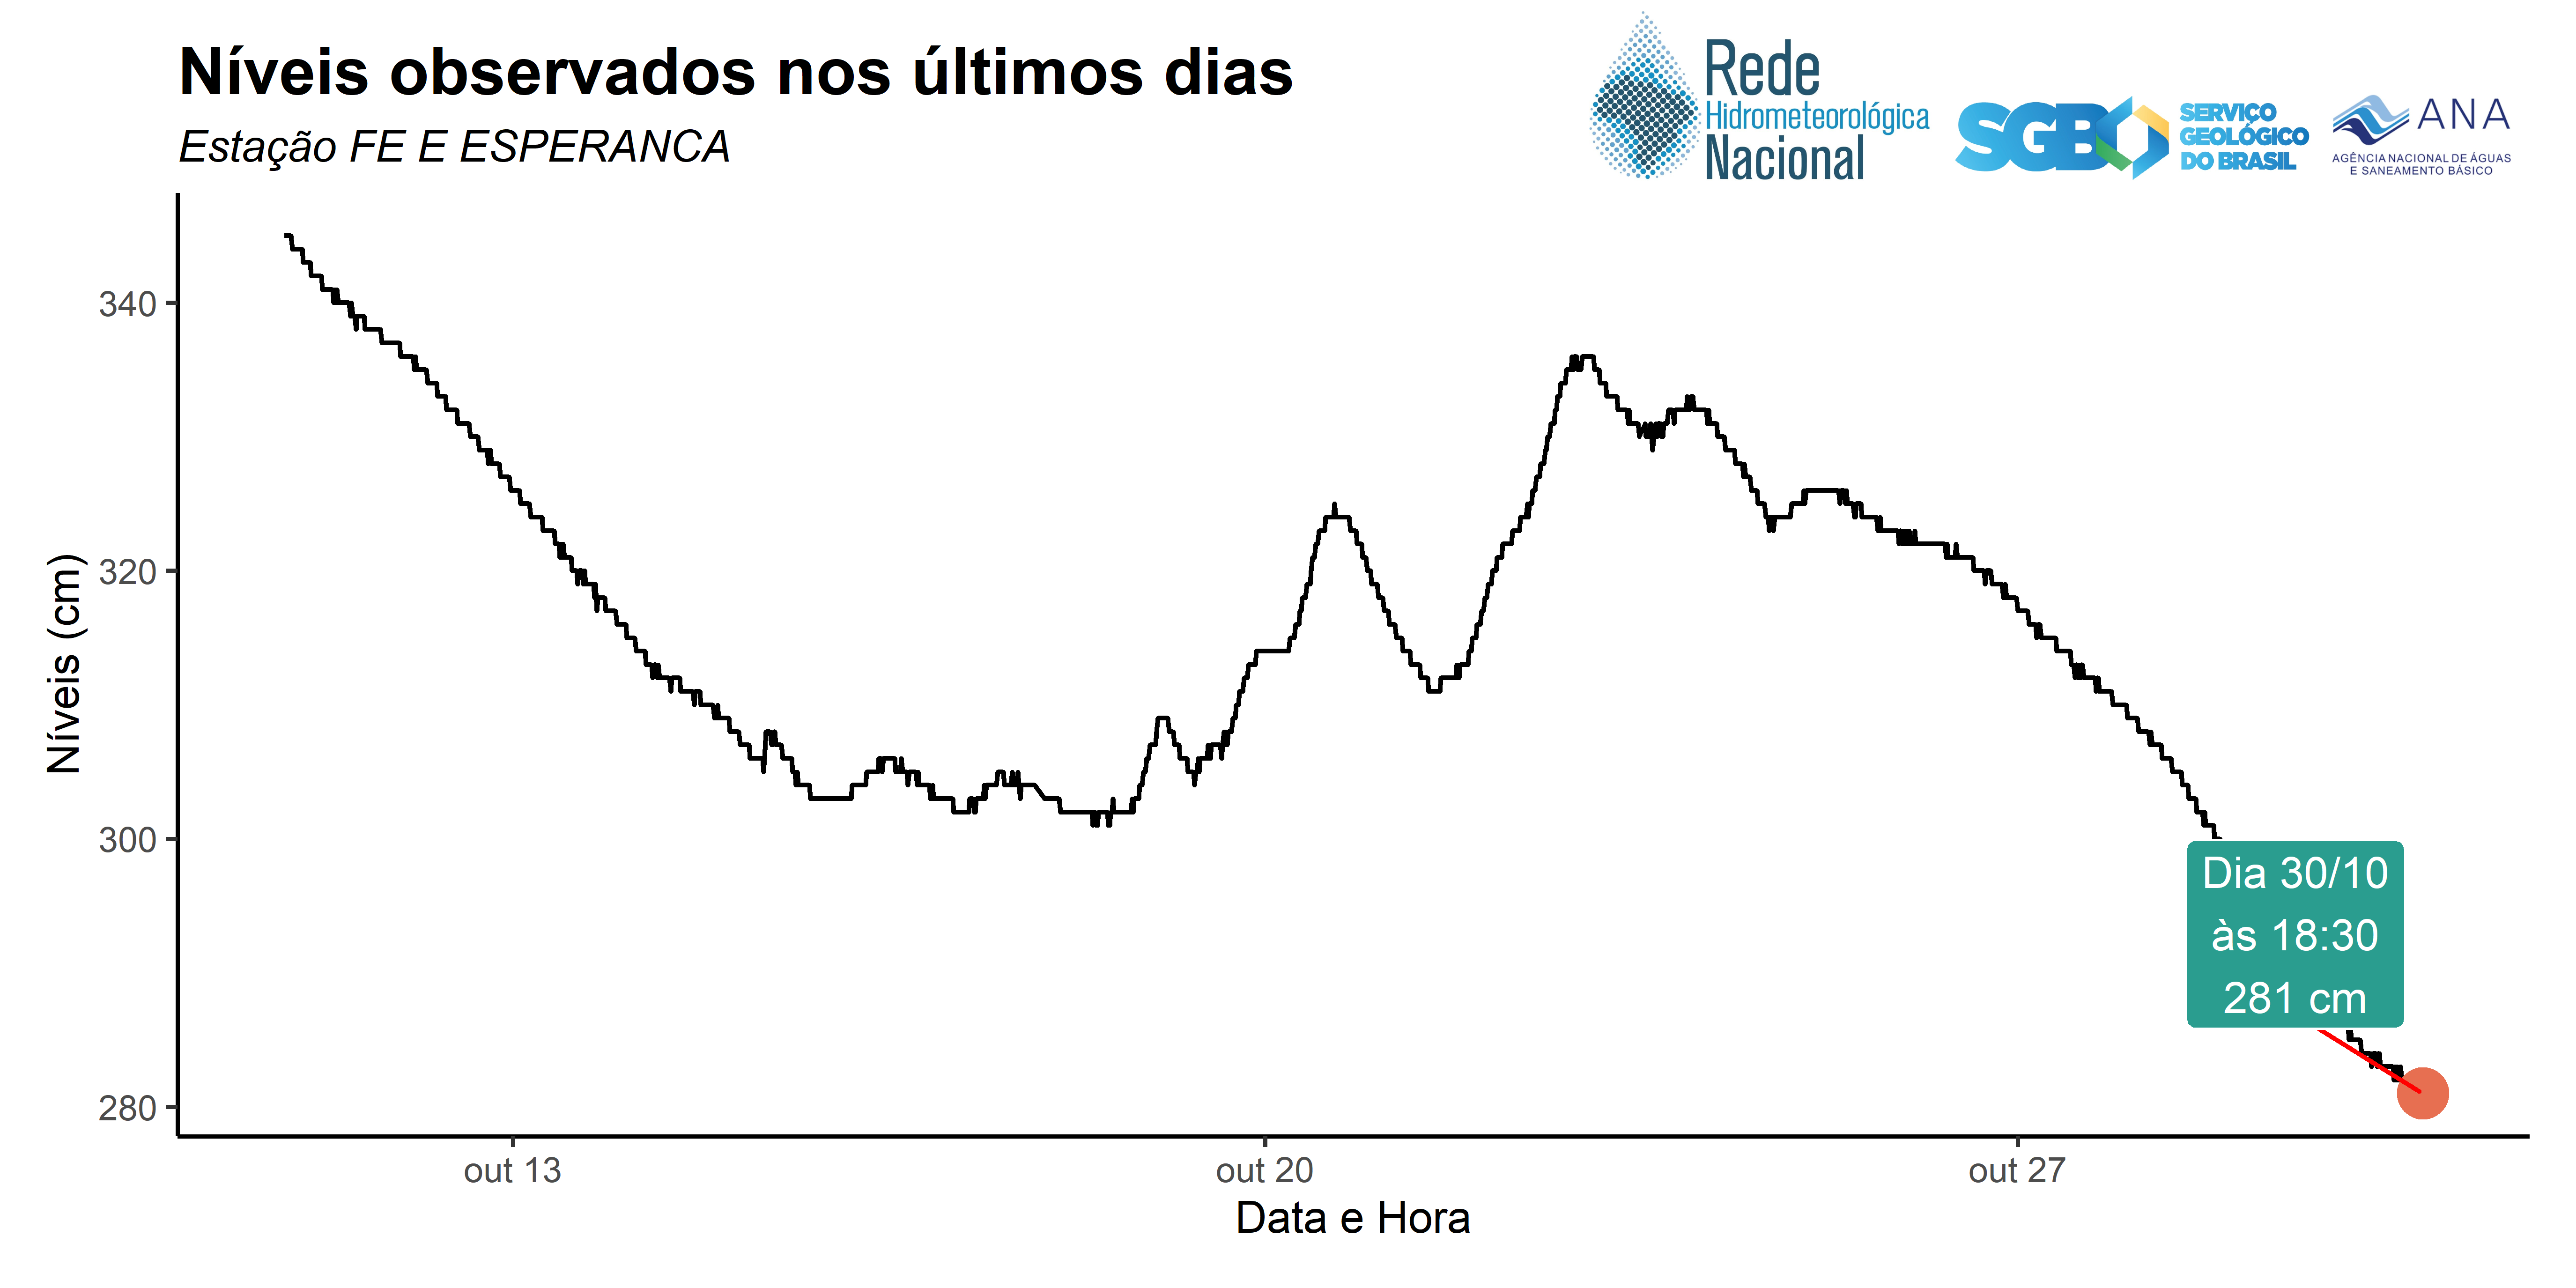 Níveis observados nos últimos dias
Estação FE E ESPERANCA
Rede
Hidrometeorológica
Nacional
SGB
SERVIÇO
GEOLÓGICO
DO BRASIL
ANA
AGÊNCIA NACIONAL DE ÁGUAS
E SANEAMENTO BÁSICO
Níveis (cm)
340
320
300
280
Dia 30/10
às 18:30
281 cm
out 13
out 20
out 27
Data e Hora